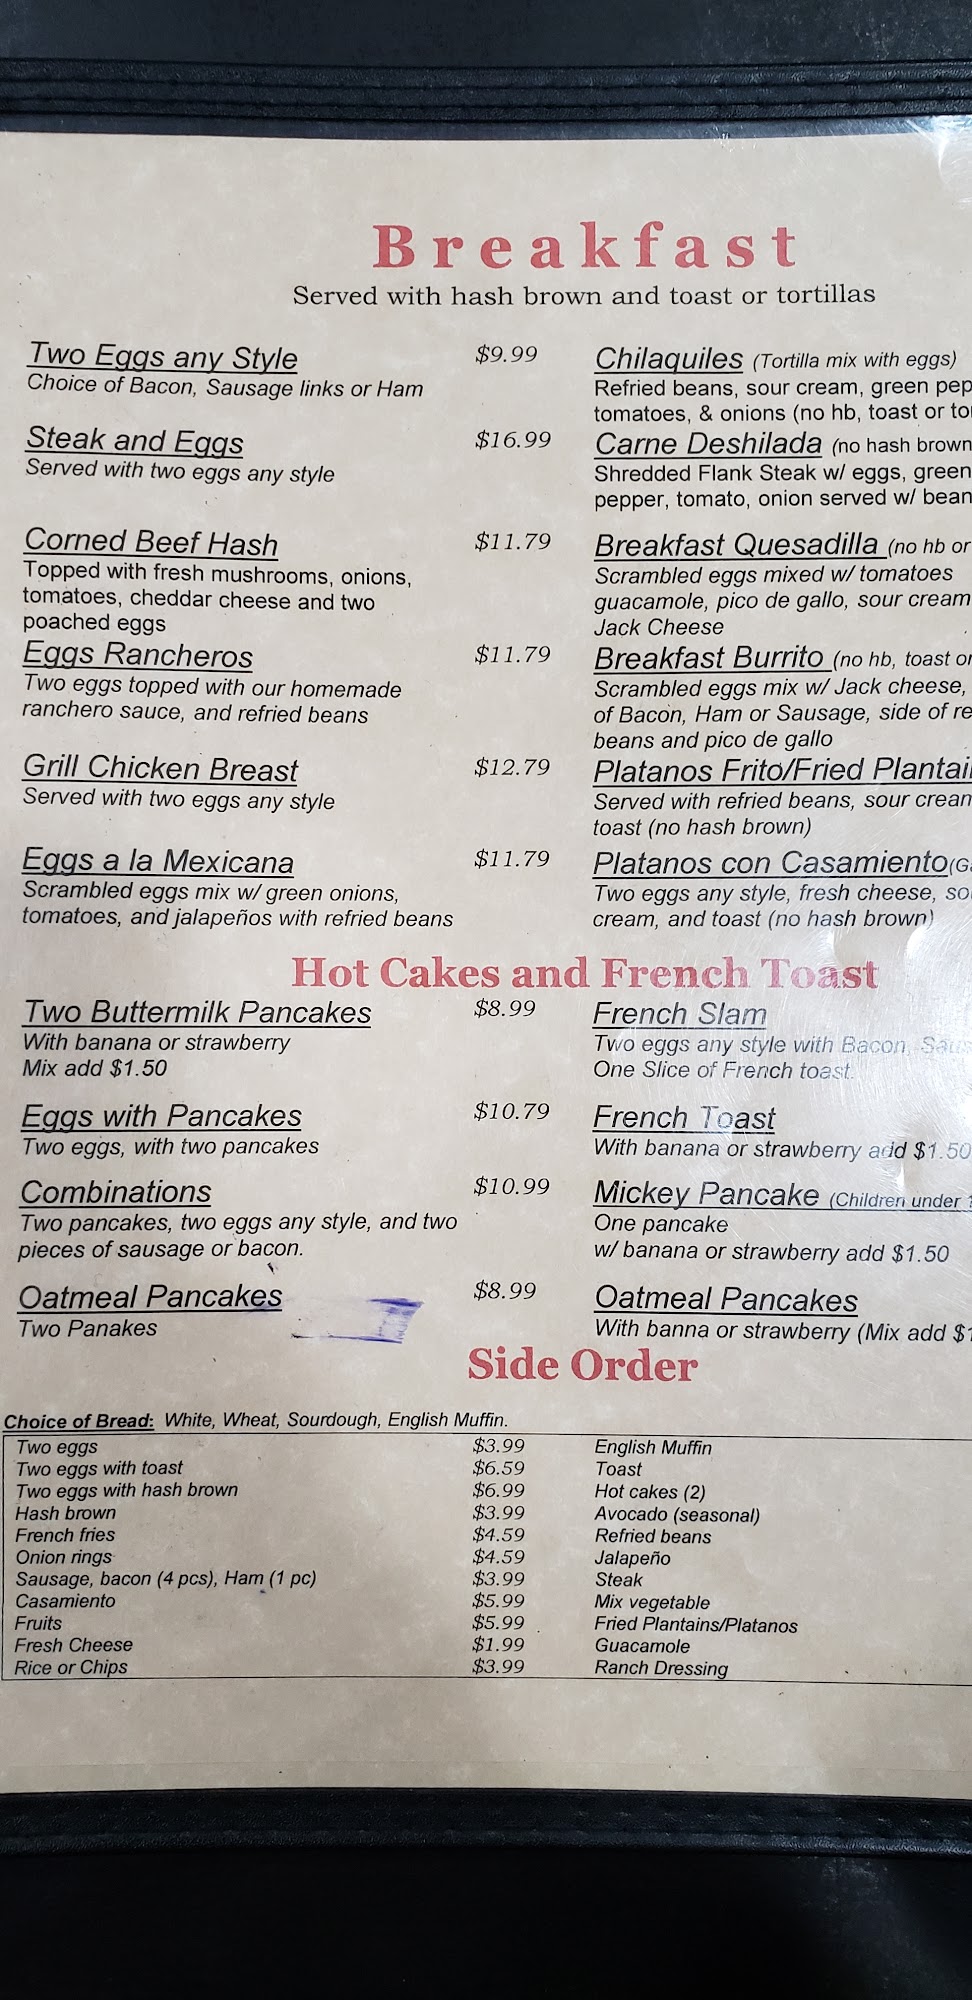 Breakfast
Served with hash brown and toast or tortillas
Two Eggs any Style $9.99
Choice of Bacon, Sausage links or Ham
Steak and Eggs $16.99
Served with two eggs any style
Corned Beef Hash $11.79
Topped with fresh mushrooms, onions,
tomatoes, cheddar cheese and two
poached eggs
Eggs Rancheros $11.79
Two eggs topped with our homemade
ranchero sauce, and refried beans
Grill Chicken Breast $12.79
Served with two eggs any style
Eggs a la Mexicana $11.79
Scrambled eggs mix w/ green onions,
tomatoes, and jalapeños with refried beans
Chilaquiles (Tortilla mix with eggs)
Refried beans, sour cream, green
tomatoes, & onions (no hb, toast or
Carne Deshilada (no hash brown
Shredded Flank Steak w/ eggs, green
pepper, tomato, onion served w/
Breakfast Quesadilla (no hb or
Scrambled eggs mixed w/ tomatoes
guacamole, pico de gallo, sour cream
Jack Cheese
Breakfast Burrito (no hb, toast or
Scrambled eggs mix w/ Jack cheese,
of Bacon, Ham or Sausage, side of
beans and pico de gallo
Platanos Frito/Fried
Served with refried beans, sour cream
toast (no hash brown)
Platanos con Casamiento
Two eggs any style, fresh cheese,
cream, and toast (no hash brown)
Hot Cakes and French Toast
Two Buttermilk Pancakes $8.99
With banana or strawberry
Mix add $1.50
Eggs with Pancakes $10.79
Two eggs, with two pancakes
Combinations $10.99
Two pancakes, two eggs any style, and two
pieces of sausage or bacon.
Oatmeal Pancakes $8.99
Two Panakes
French Slam
Two eggs any style with Bacon,
One Slice of French toast.
French Toast
With banana or strawberry add $1.50
Mickey Pancake (Children under
One pancake
w/ banana or strawberry add $1.50
Oatmeal Pancakes
With banna or strawberry (Mix add
Side Order
Choice of Bread: White, Wheat, Sourdough, English Muffin.
Two eggs $3.99
Two eggs with toast $6.59
Two eggs with hash brown $6.99
Hash brown $3.99
French fries $4.59
Onion rings $4.59
Sausage, bacon (4 pcs), Ham (1 pc) $3.99
Casamiento $5.99
Fruits $5.99
Fresh Cheese $1.99
Rice or Chips $3.99
English Muffin
Toast
Hot cakes (2)
Avocado (seasonal)
Refried beans
Jalapeño
Steak
Mix vegetable
Fried Plantains/Platanos
Guacamole
Ranch Dressing